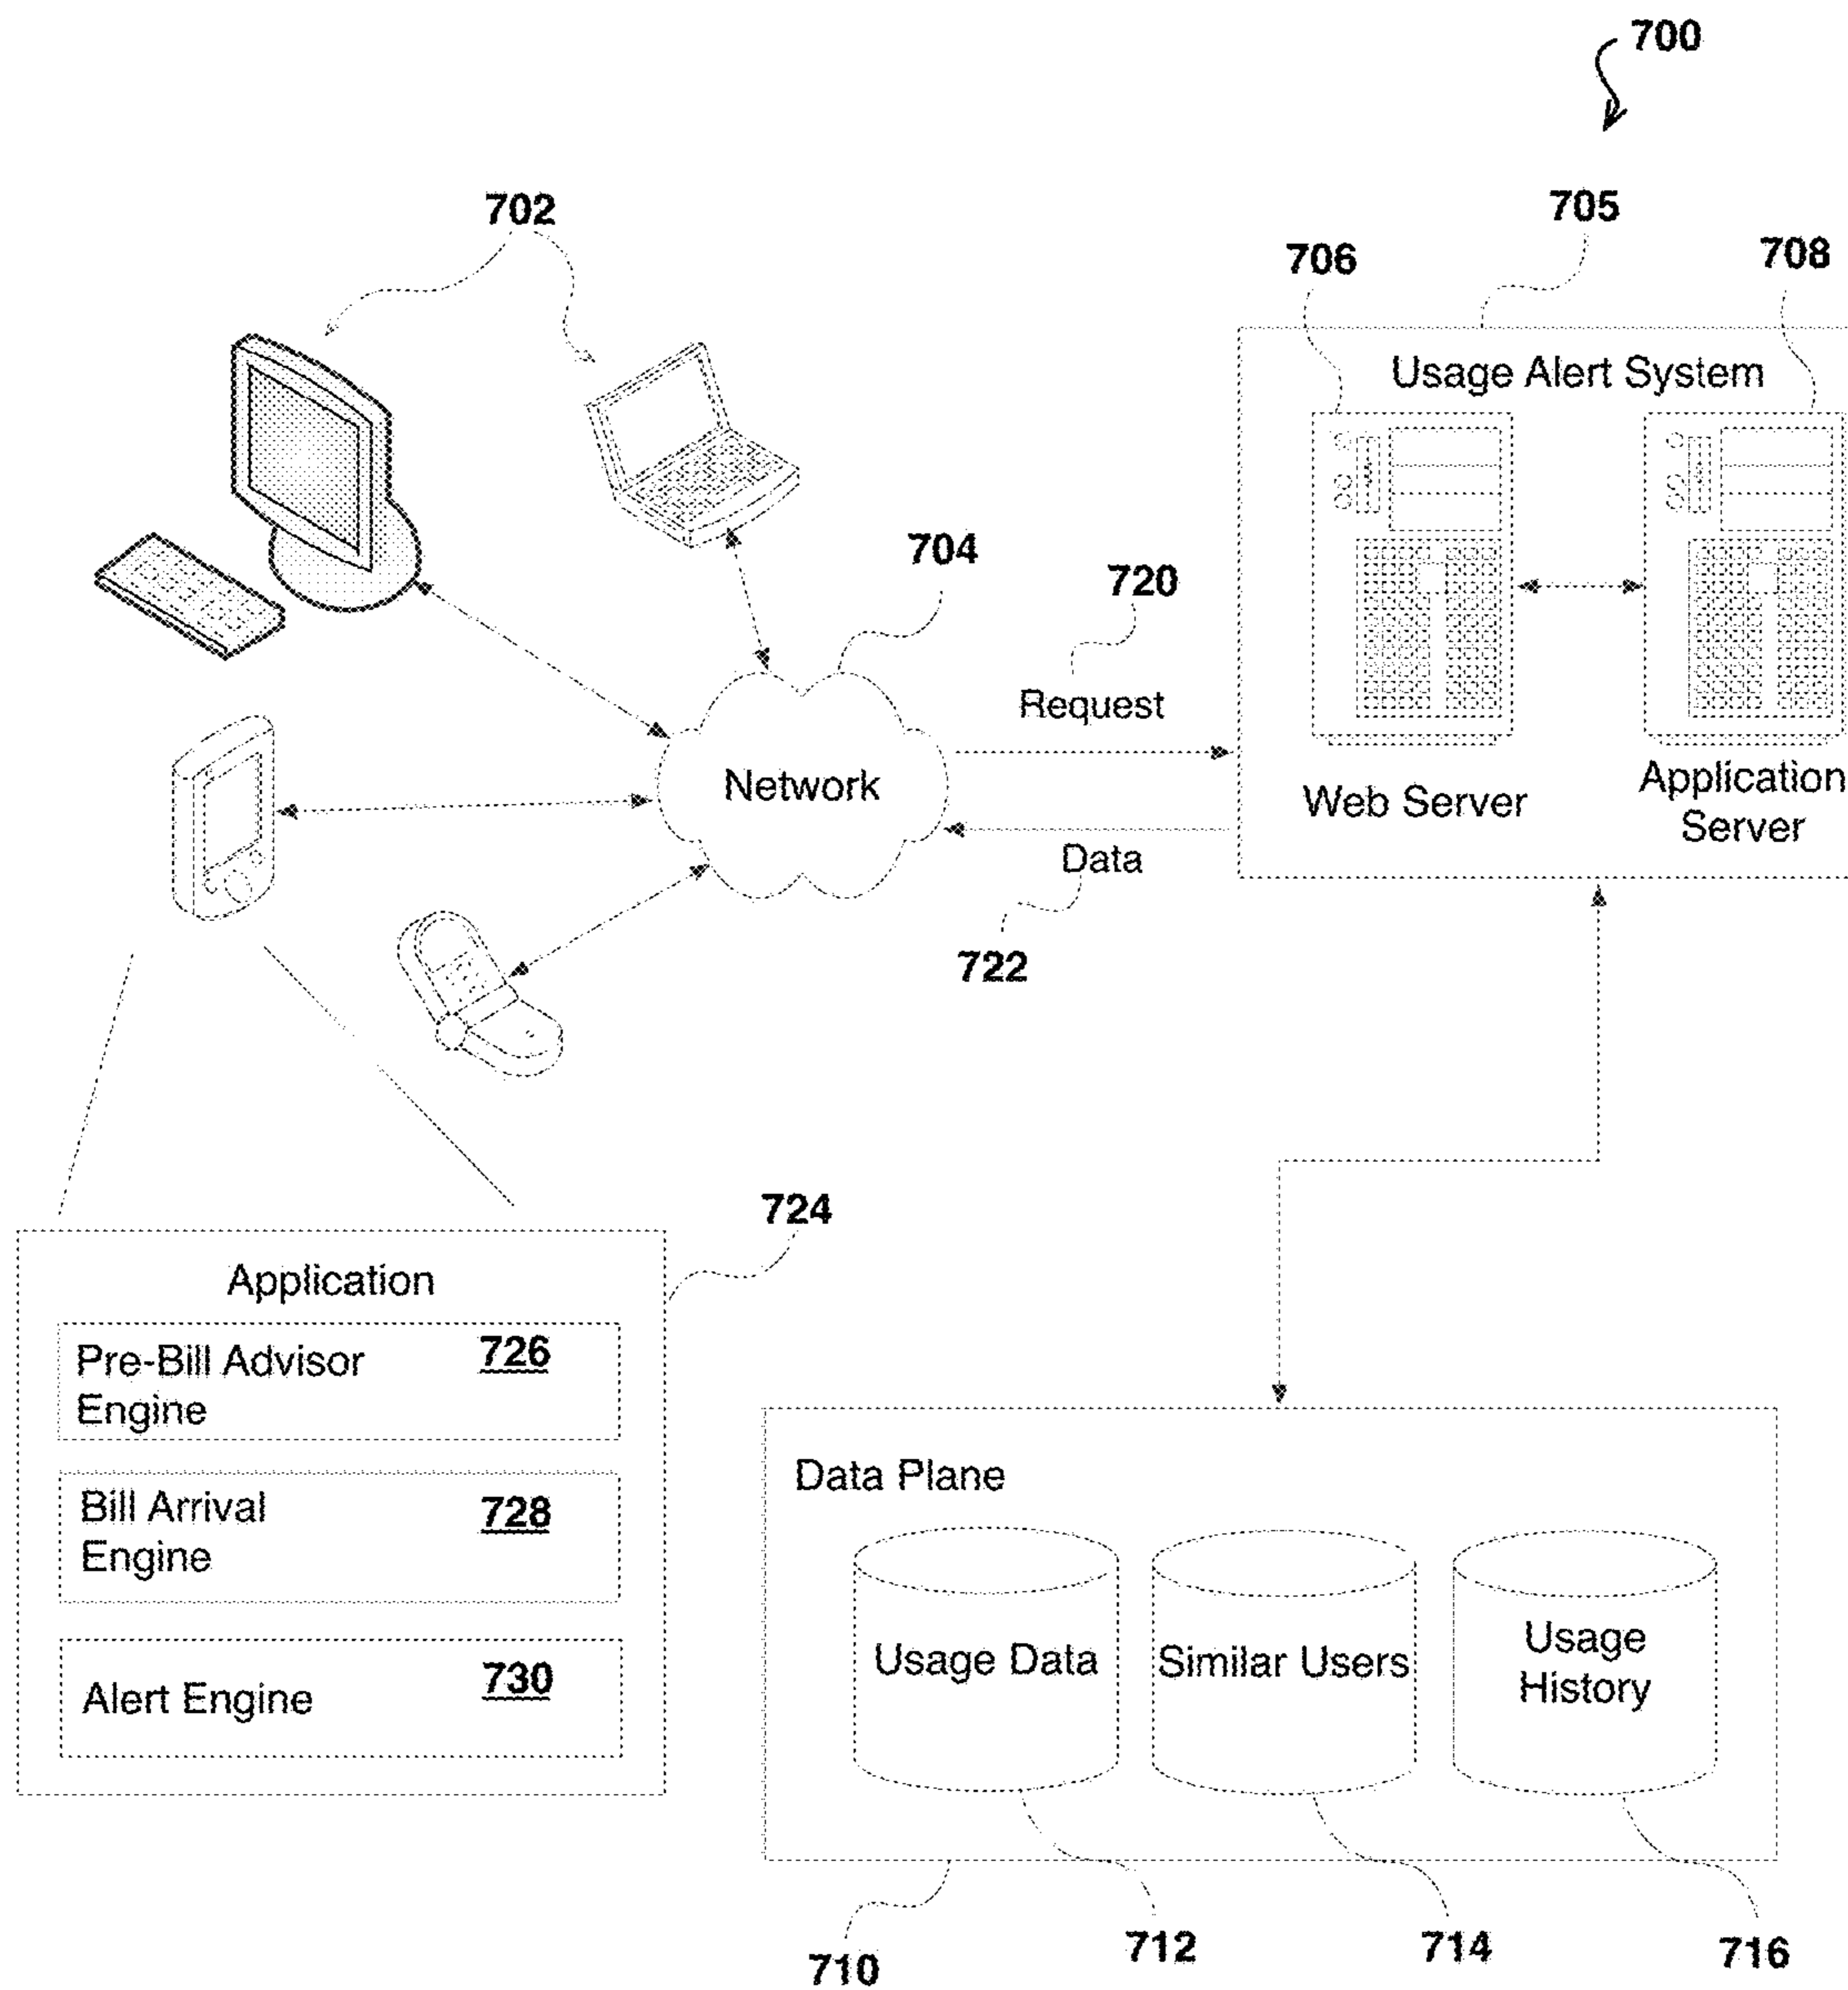 700
702
705
706
708
Usage Alert System
704
720
Request
Network
Web Server
Application
Server
Data
722
724
Application
Pre-Bill Advisor
Engine
726
Bill Arrival
Engine
728
Alert Engine
730
Data Plane
Usage Data
Similar Users
Usage
History
710
712
714
716